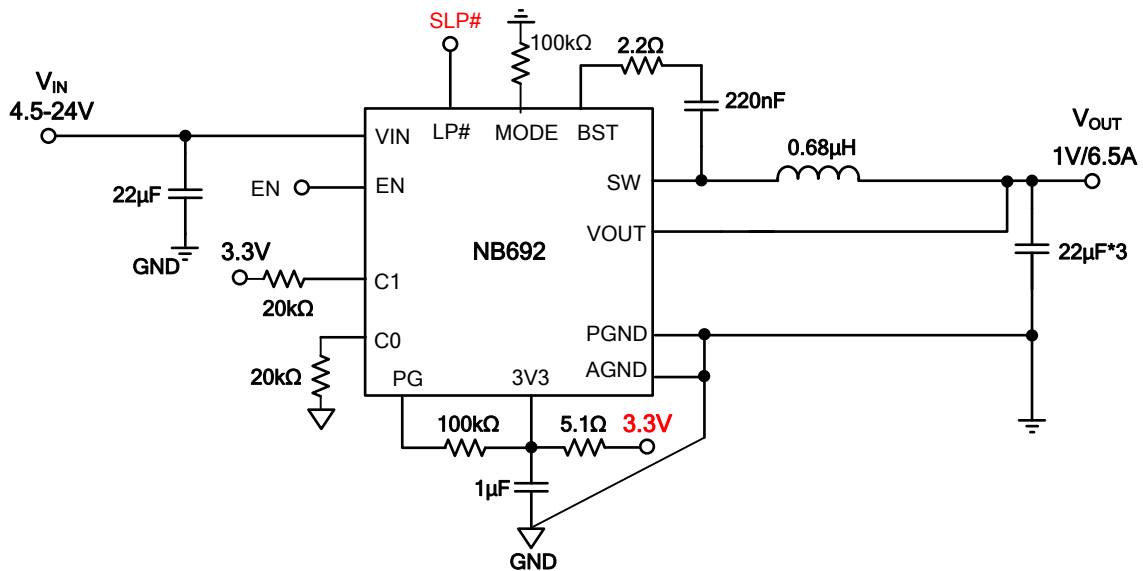 SLP#
100kΩ
2.2Ω
VIN
4.5-24V
220nF
VOUT
1V/6.5A
0.68µH
VIN
LP#
MODE
BST
EN
EN
SW
22µF
GND
VOUT
NB692
22µF*3
3.3V
20kΩ
C1
C0
PGND
AGND
20kΩ
PG
3V3
100kΩ
5.1Ω
3.3V
1µF
GND